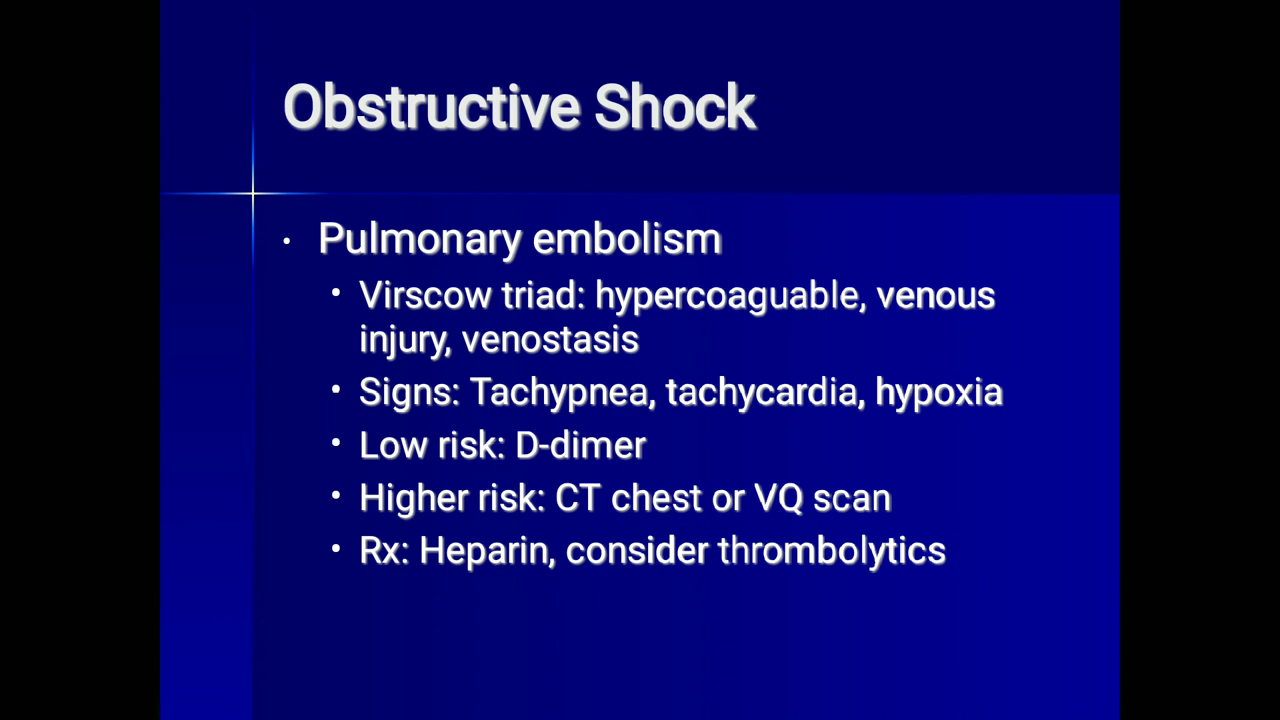 Obstructive Shock
• Pulmonary embolism
• Virscow triad: hypercoaguable, venous
injury, venostasis
• Signs: Tachypnea, tachycardia, hypoxia
• Low risk: D-dimer
• Higher risk: CT chest or VQ scan
• Rx: Heparin, consider thrombolytics